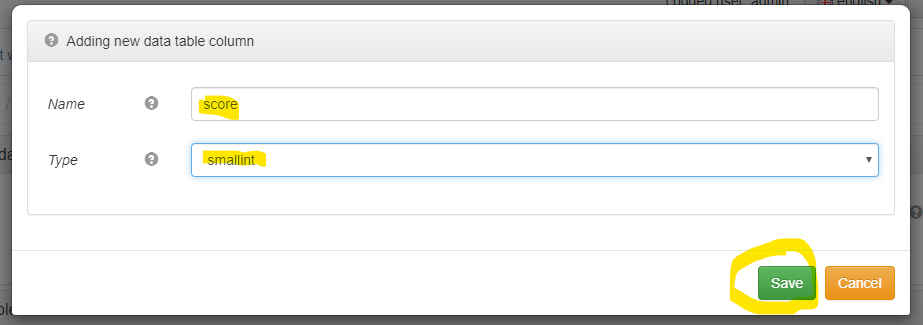 Logged user: admin english
Adding new data table column
Name score
Type smallint
Save Cancel